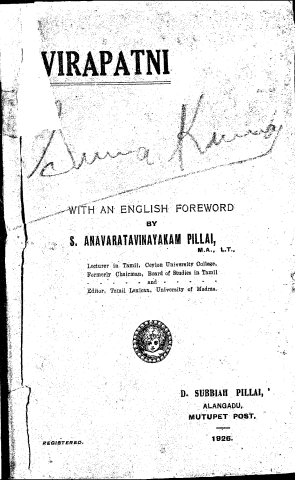 VIRAPATNI
WITH AN ENGLISH FOREWORD
BY
S. ANAVARATAVINAYAKAM PILLAI,
M.A., L.T.,
Lecturer in Tamil, Ceylon University College,
Formerly Chairman, Board of Studies in Tamil
and
Editor, Tamil Lexicon, University of Madras.
D. SUBBIAH PILLAI,
ALANGADU,
MUTUPET POST.
1926.
REGISTERED.